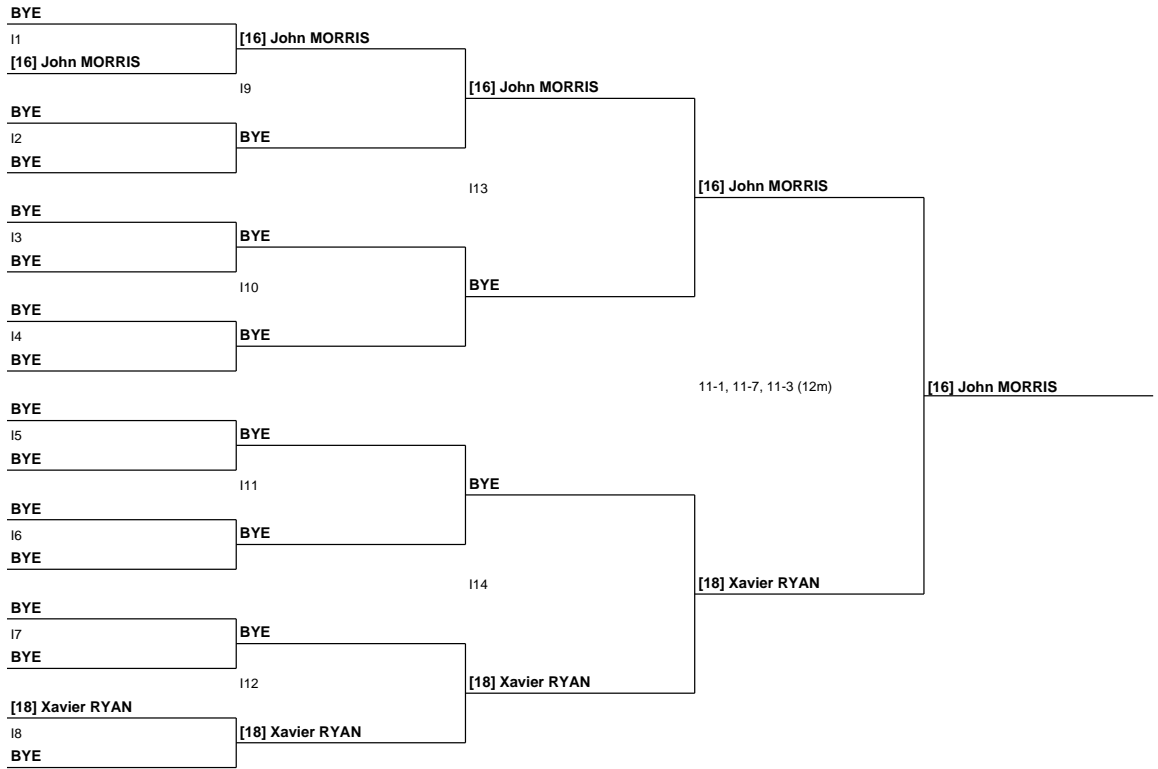 BYE
I1
[16] John MORRIS
BYE
I2
BYE
BYE
I3
BYE
BYE
I4
BYE
BYE
I5
BYE
BYE
I6
BYE
BYE
I7
BYE
[18] Xavier RYAN
I8
BYE
[16] John MORRIS
I9
BYE
BYE
I10
BYE
BYE
I11
BYE
BYE
I12
[18] Xavier RYAN
[16] John MORRIS
I13
BYE
BYE
I14
[18] Xavier RYAN
[16] John MORRIS
11-1, 11-7, 11-3 (12m)
[18] Xavier RYAN
[16] John MORRIS